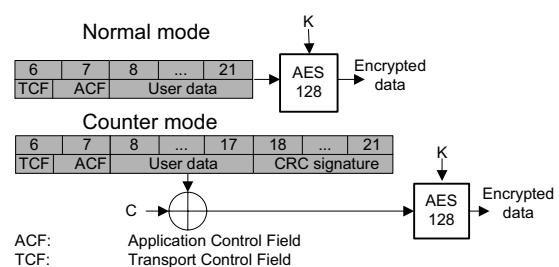 Normal mode
K
6 7 8 ... 21
TCF ACF User data
AES 128
Encrypted data
Counter mode
6 7 8 ... 17 18 ... 21
TCF ACF User data CRC signature
K
C
AES 128
Encrypted data
ACF: Application Control Field
TCF: Transport Control Field